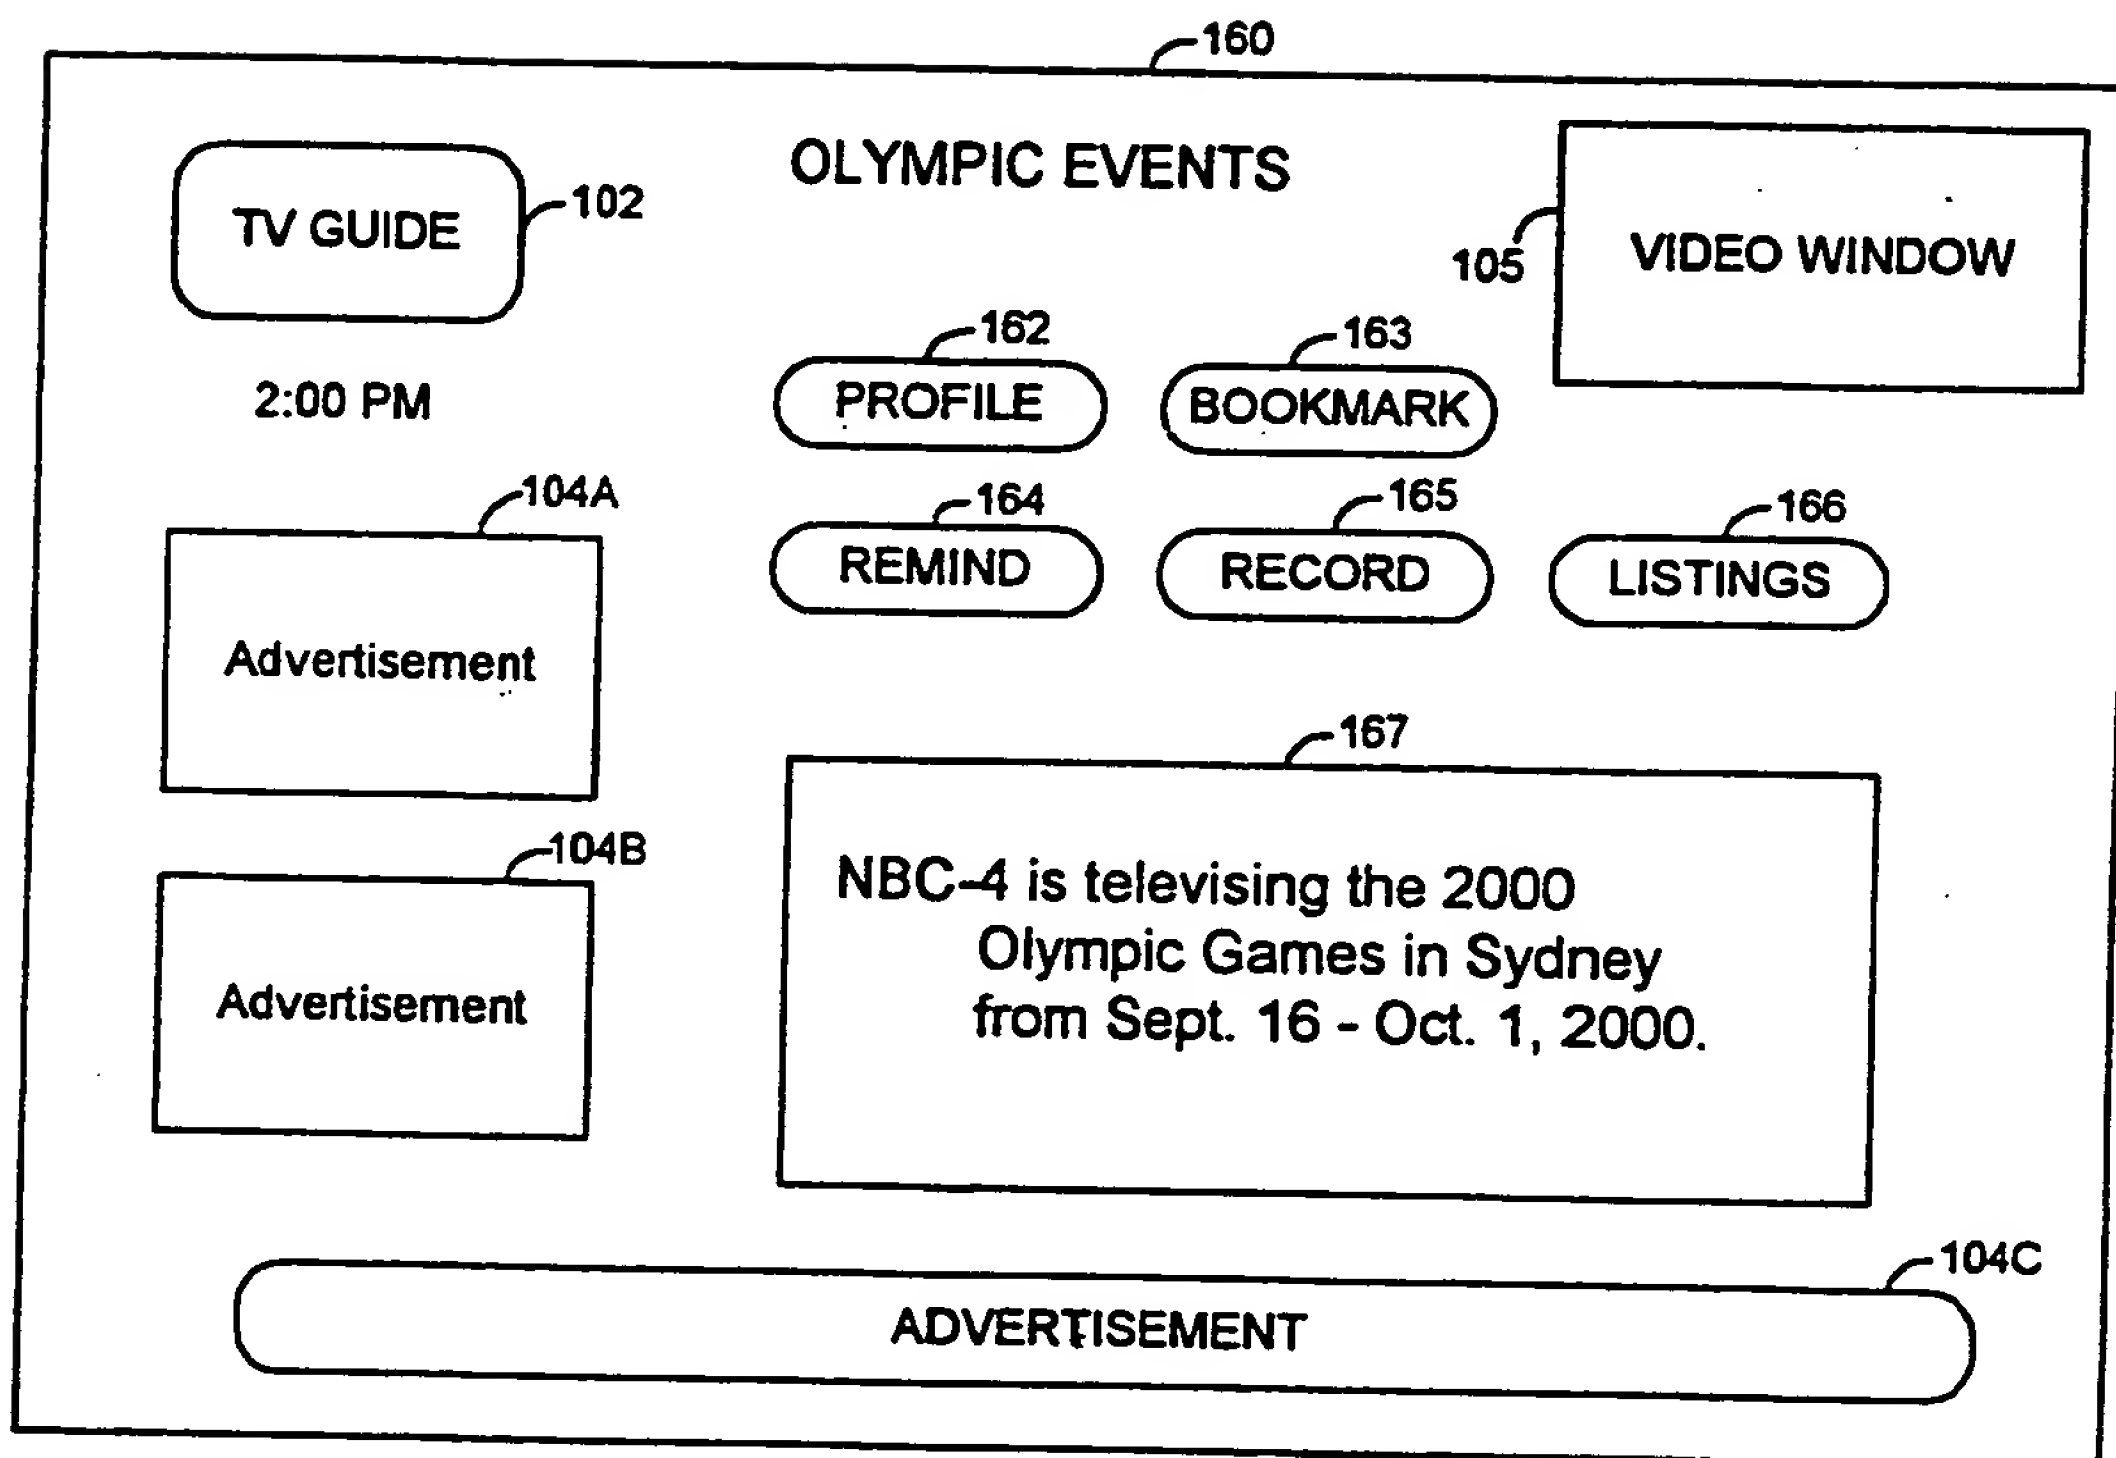 160
OLYMPIC EVENTS
TV GUIDE
102
105
VIDEO WINDOW
162
163
2:00 PM
PROFILE
BOOKMARK
104A
164
165
166
REMIND
RECORD
LISTINGS
Advertisement
167
104B
NBC-4 is televising the 2000
Olympic Games in Sydney
from Sept. 16 - Oct. 1, 2000.
Advertisement
104C
ADVERTISEMENT